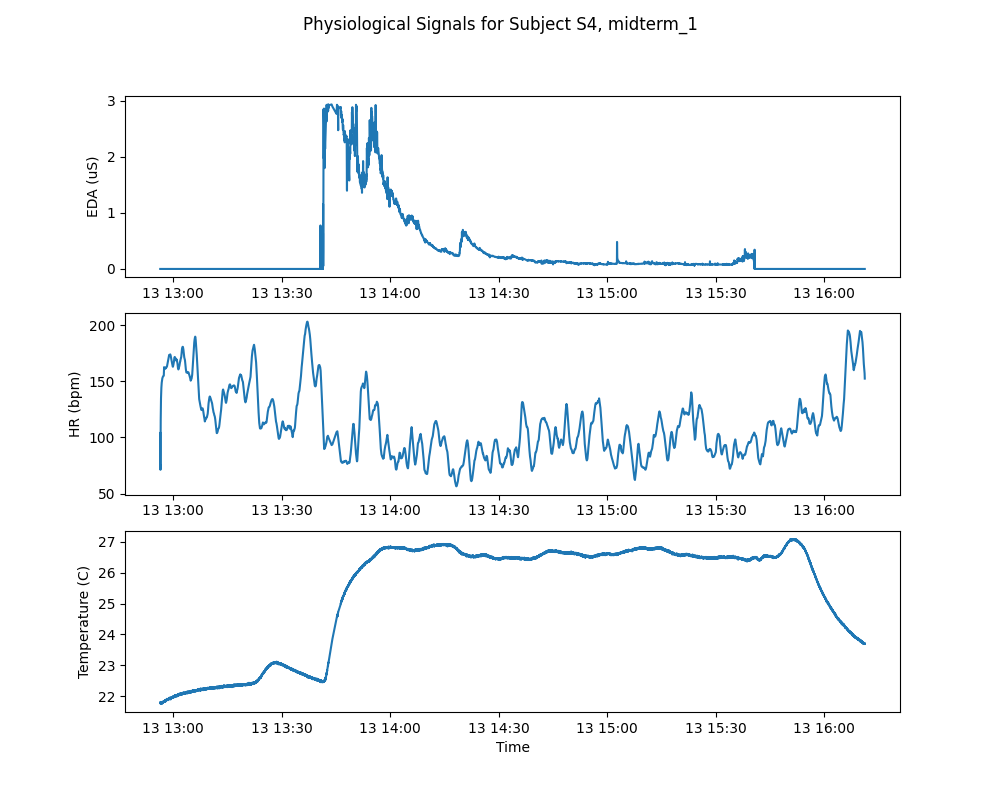 Physiological Signals for Subject S4, midterm_1
3
2
1
0
EDA (uS)
13 13:00 13 13:30 13 14:00 13 14:30 13 15:00 13 15:30 13 16:00
200
150
100
50
HR (bpm)
13 13:00 13 13:30 13 14:00 13 14:30 13 15:00 13 15:30 13 16:00
27
26
25
24
23
22
Temperature (C)
13 13:00 13 13:30 13 14:00 13 14:30 13 15:00 13 15:30 13 16:00
Time